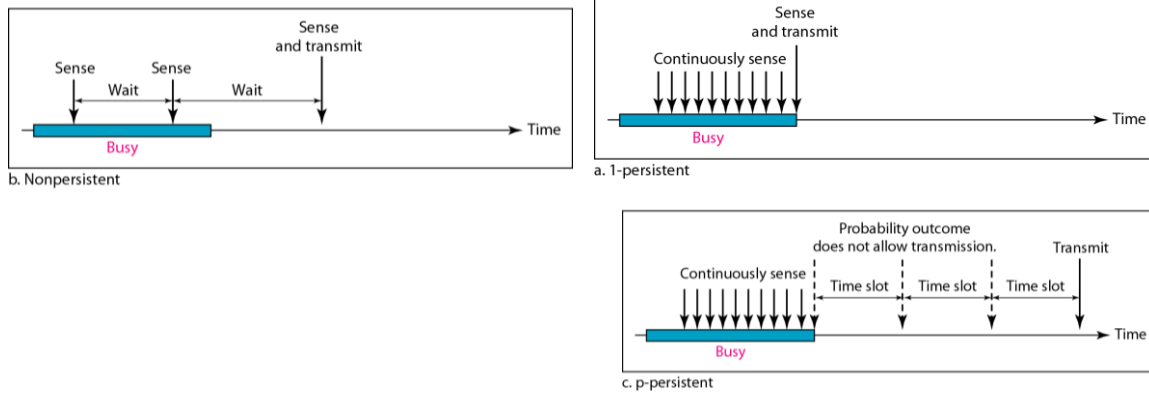 Sense
and transmit
Sense
Sense
Wait
Wait
Time
Busy
b. Nonpersistent
Sense
and transmit
Continuously sense
Time
Busy
a. 1-persistent
Probability outcome
does not allow transmission.
Transmit
Continuously sense
Time slot
Time slot
Time slot
Time
Busy
c. p-persistent